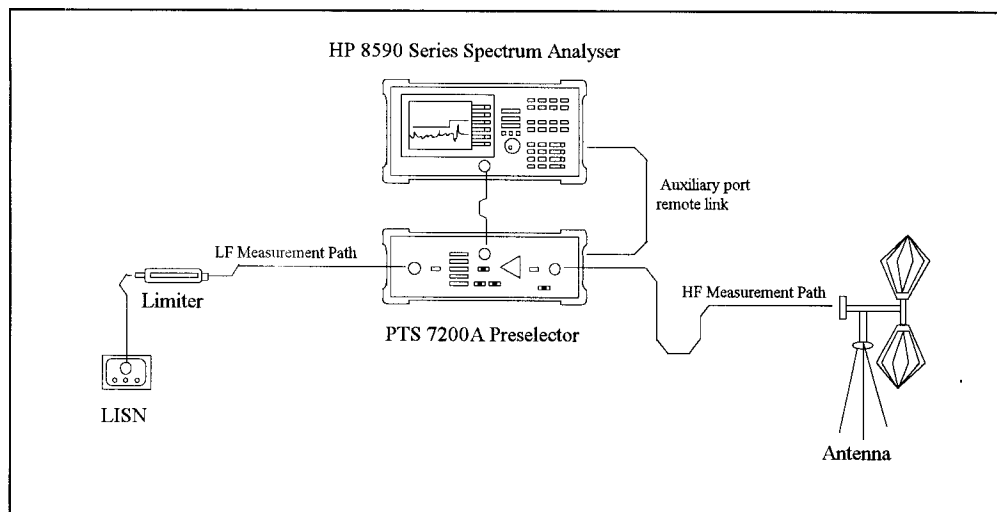 HP 8590 Series Spectrum Analyser
Auxiliary port
remote link
LF Measurement Path
Limiter
HF Measurement Path
PTS 7200A Preselector
LISN
Antenna